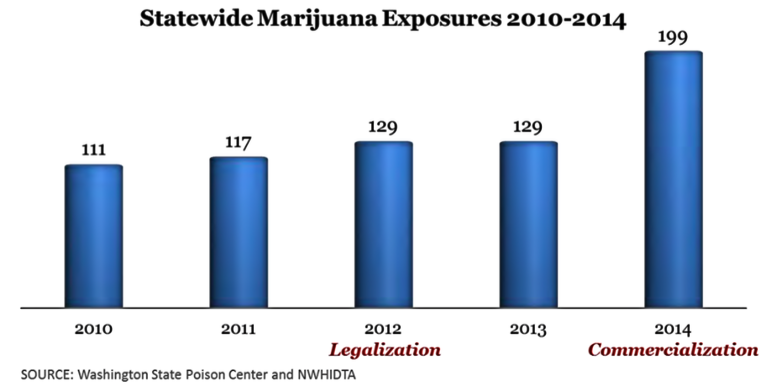 Statewide Marijuana Exposures 2010-2014
199
129
129
117
111
2010 2011 2012 2013 2014
Legalization Commercialization
SOURCE: Washington State Poison Center and NWHIDTA